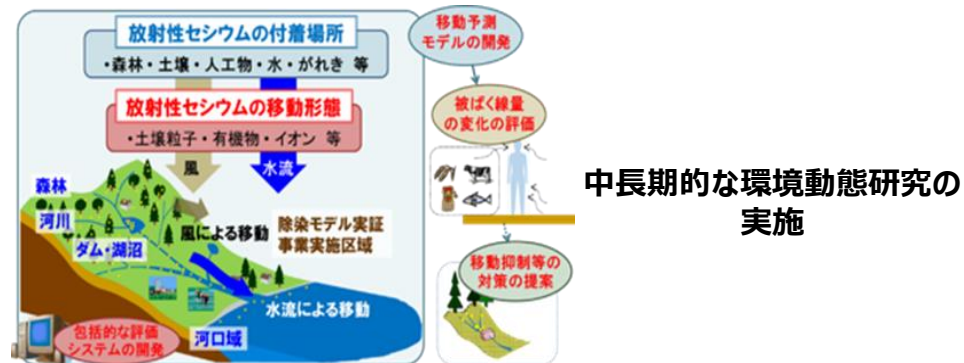 放射性セシウムの付着場所
・森林・土壌・人工物・水・がれき 等
放射性セシウムの移動形態
・土壌粒子・有機物・イオン 等
風
水流
森林
河川
ダム・湖沼
風による移動
除染モデル実証
事業実施区域
水流による移動
河口域
包括的な評価
システムの開発
移動予測
モデルの開発
被ばく線量
の変化の評価
移動抑制等の
対策の提案
中長期的な環境動態研究の
実施